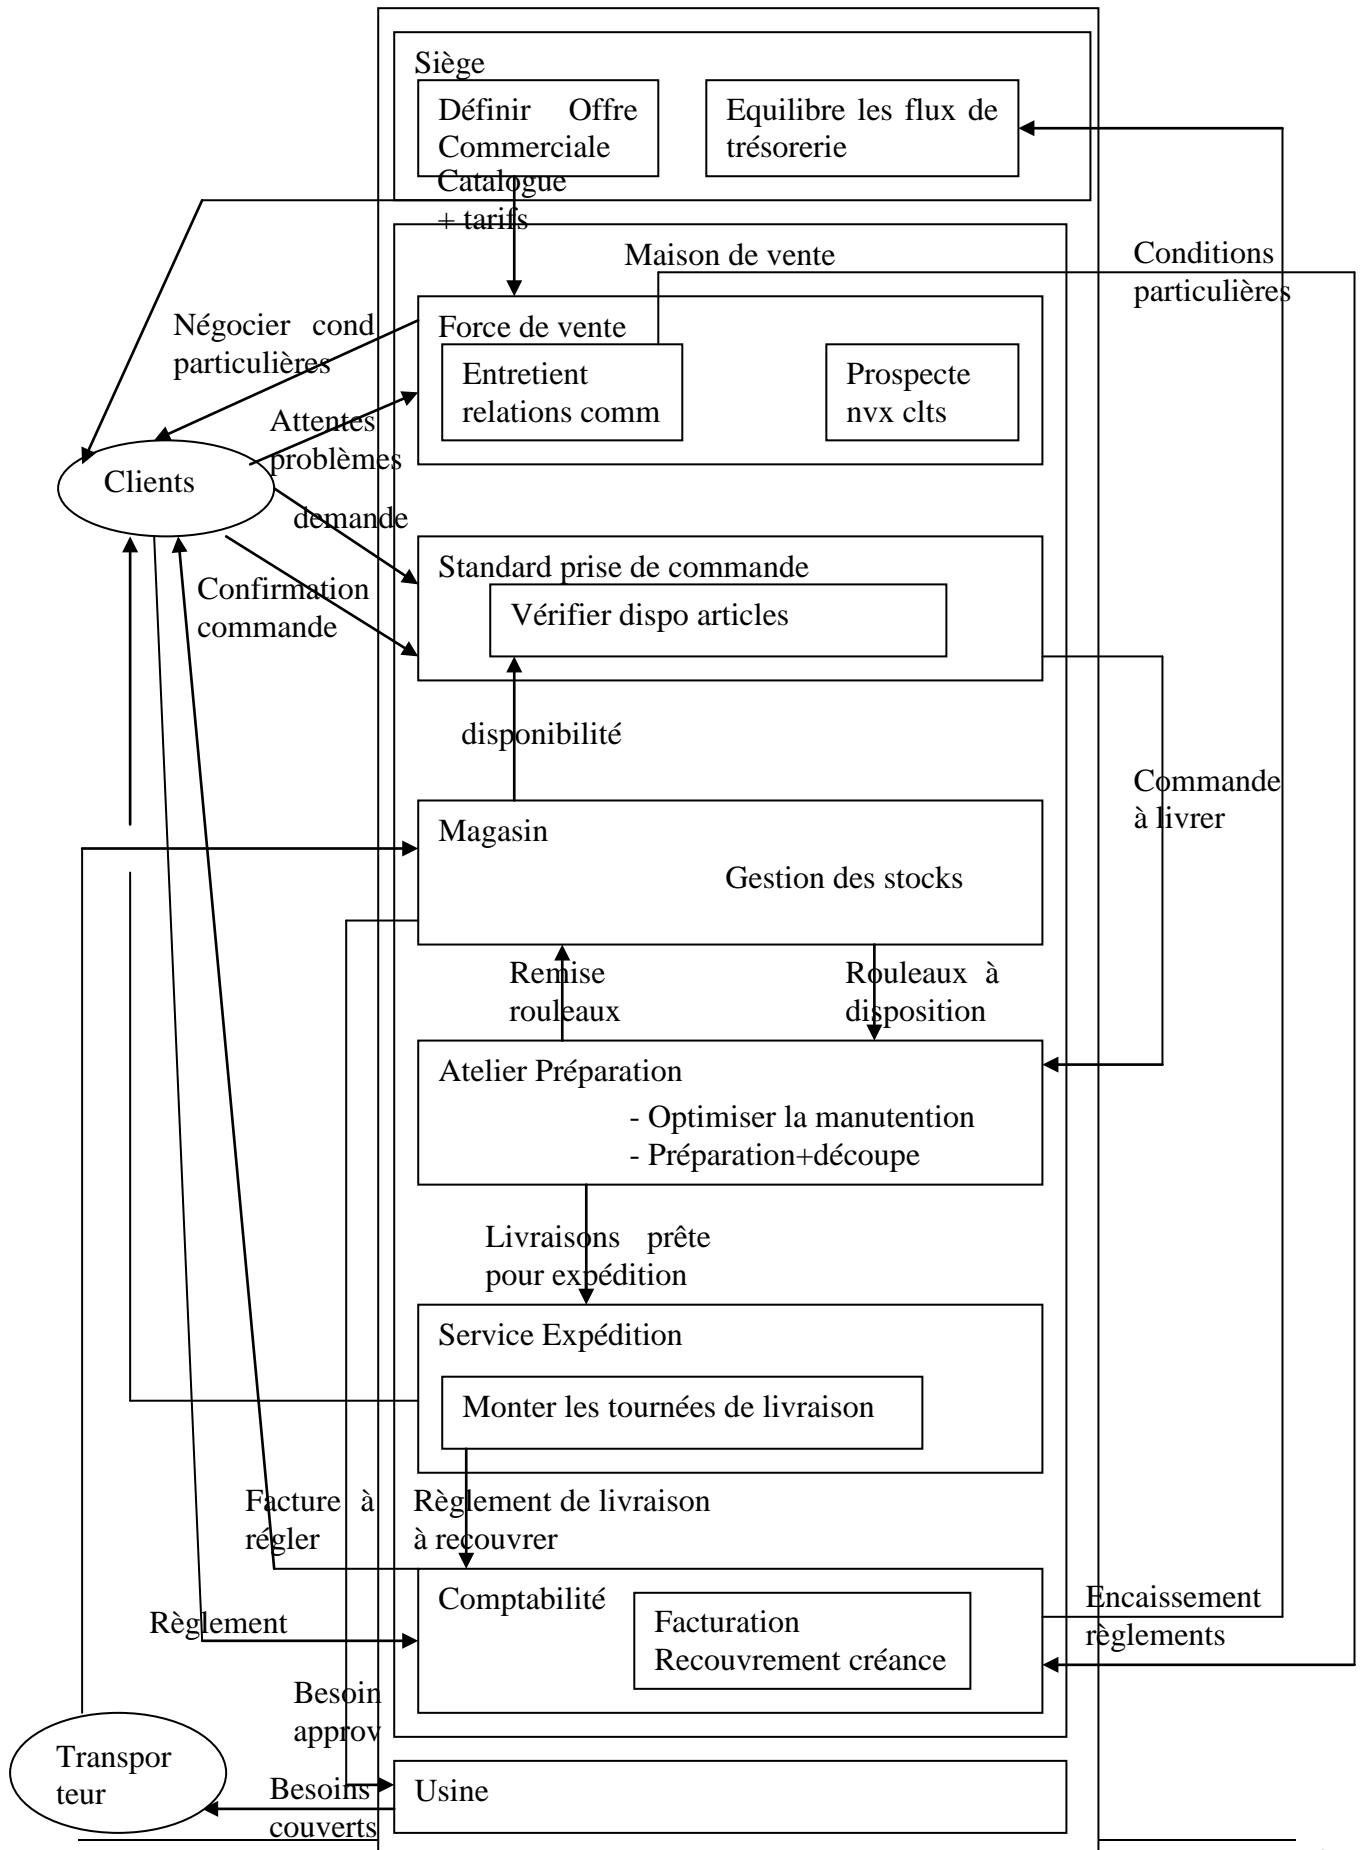 Siège
Définir Offre
Commerciale
Equilibre les flux de
trésorerie
Catalogue
+ tarifs
Maison de vente
Conditions
particulières
Négocier cond
particulières
Force de vente
Entretient
relations comm
Prospecte
nvx clts
Attentes
problèmes
Clients
demande
Standard prise de commande
Vérifier dispo articles
Confirmation
commande
disponibilité
Commande
à livrer
Magasin
Gestion des stocks
Remise
rouleaux
Rouleaux à
disposition
Atelier Préparation
- Optimiser la manutention
- Préparation+découpe
Livraisons prête
pour expédition
Service Expédition
Monter les tournées de livraison
Facture à
régler
Règlement de livraison
à recouvrer
Comptabilité
Facturation
Recouvrement créance
Encaissement
règlements
Règlement
Besoin
approv
Transpor
teur
Besoins
couverts
Usine